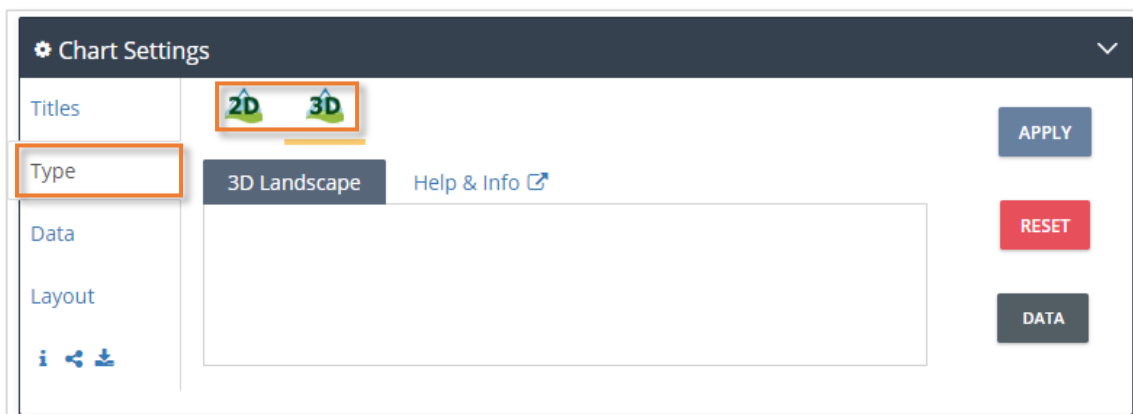 Chart Settings
Titles
2D 3D
APPLY
Type
3D Landscape Help & Info
Data
RESET
Layout
DATA